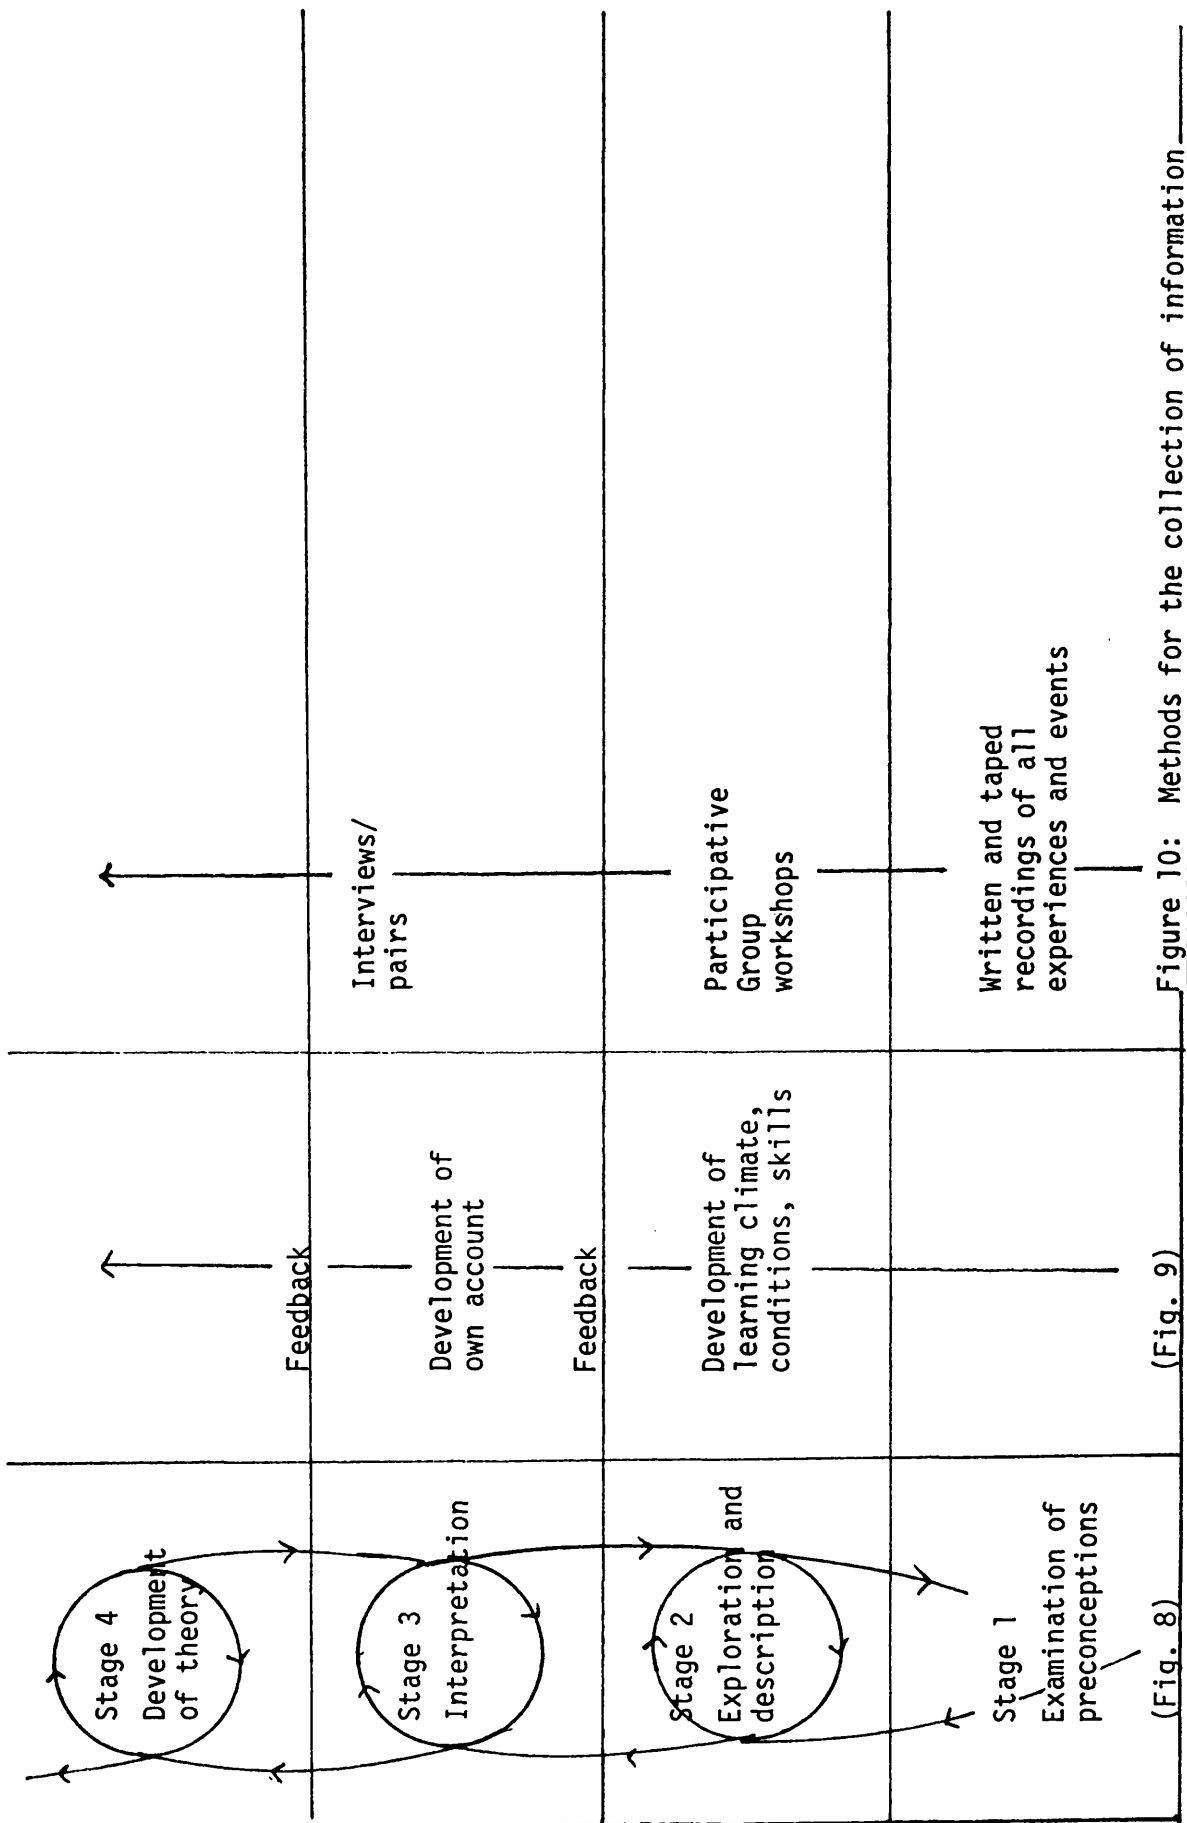 Stage 4
Development
of theory
Stage 3
Interpretation
Stage 2
Exploration and
description
Stage 1
Examination of
preconceptions
(Fig. 8)
Feedback
Development of
own account
Feedback
Development of
learning climate,
conditions, skills
(Fig. 9)
Interviews/
pairs
Participative
Group
workshops
Written and taped
recordings of all
experiences and events
Figure 10: Methods for the collection of information